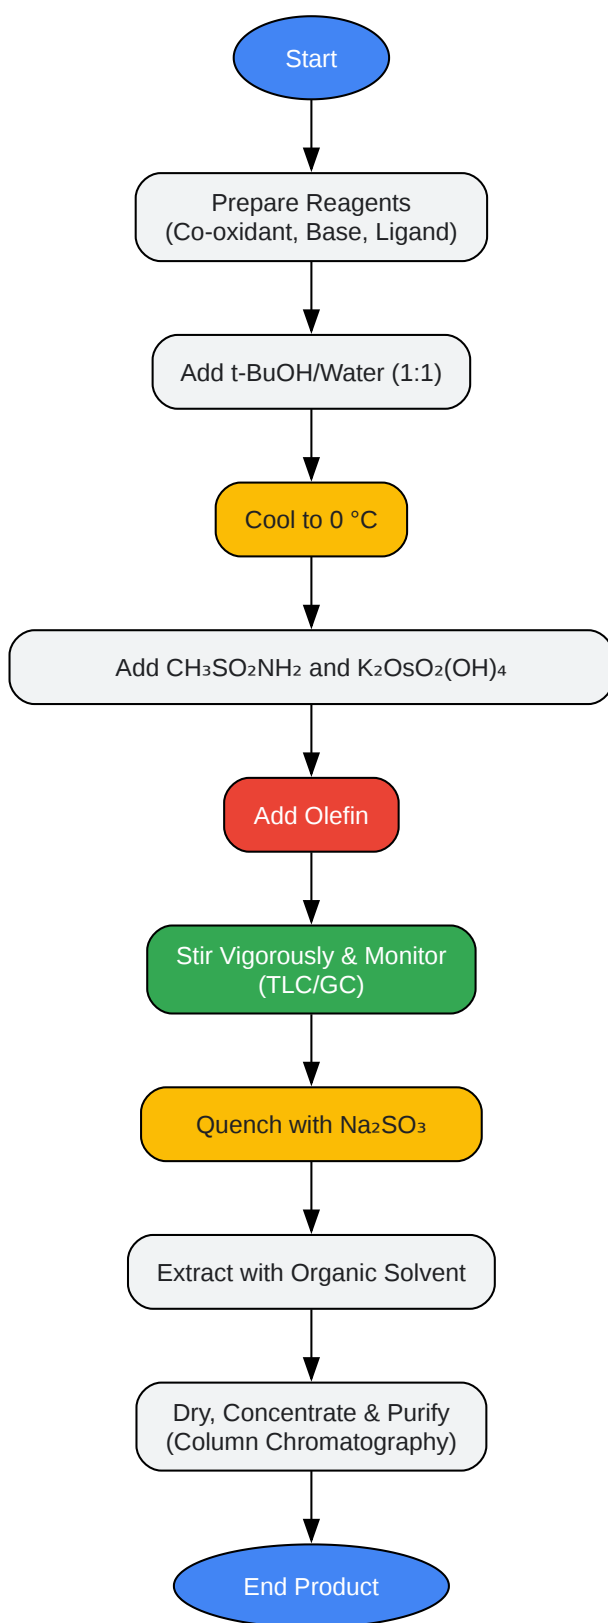 Start
Prepare Reagents
(Co-oxidant, Base, Ligand)
Add t-BuOH/Water (1:1)
Cool to 0 °C
Add CH₃SO₂NH₂ and K₂OsO₂(OH)₄
Add Olefin
Stir Vigorously & Monitor
(TLC/GC)
Quench with Na₂SO₃
Extract with Organic Solvent
Dry, Concentrate & Purify
(Column Chromatography)
End Product